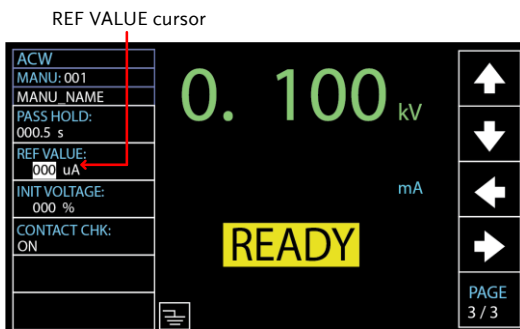 REF VALUE cursor
ACW
MANU: 001
MANU_NAME
PASS HOLD:
000.5 s
REF VALUE:
000 uA
INIT VOLTAGE:
000 %
CONTACT CHK:
ON
0. 100 kV
mA
READY
PAGE
3 / 3